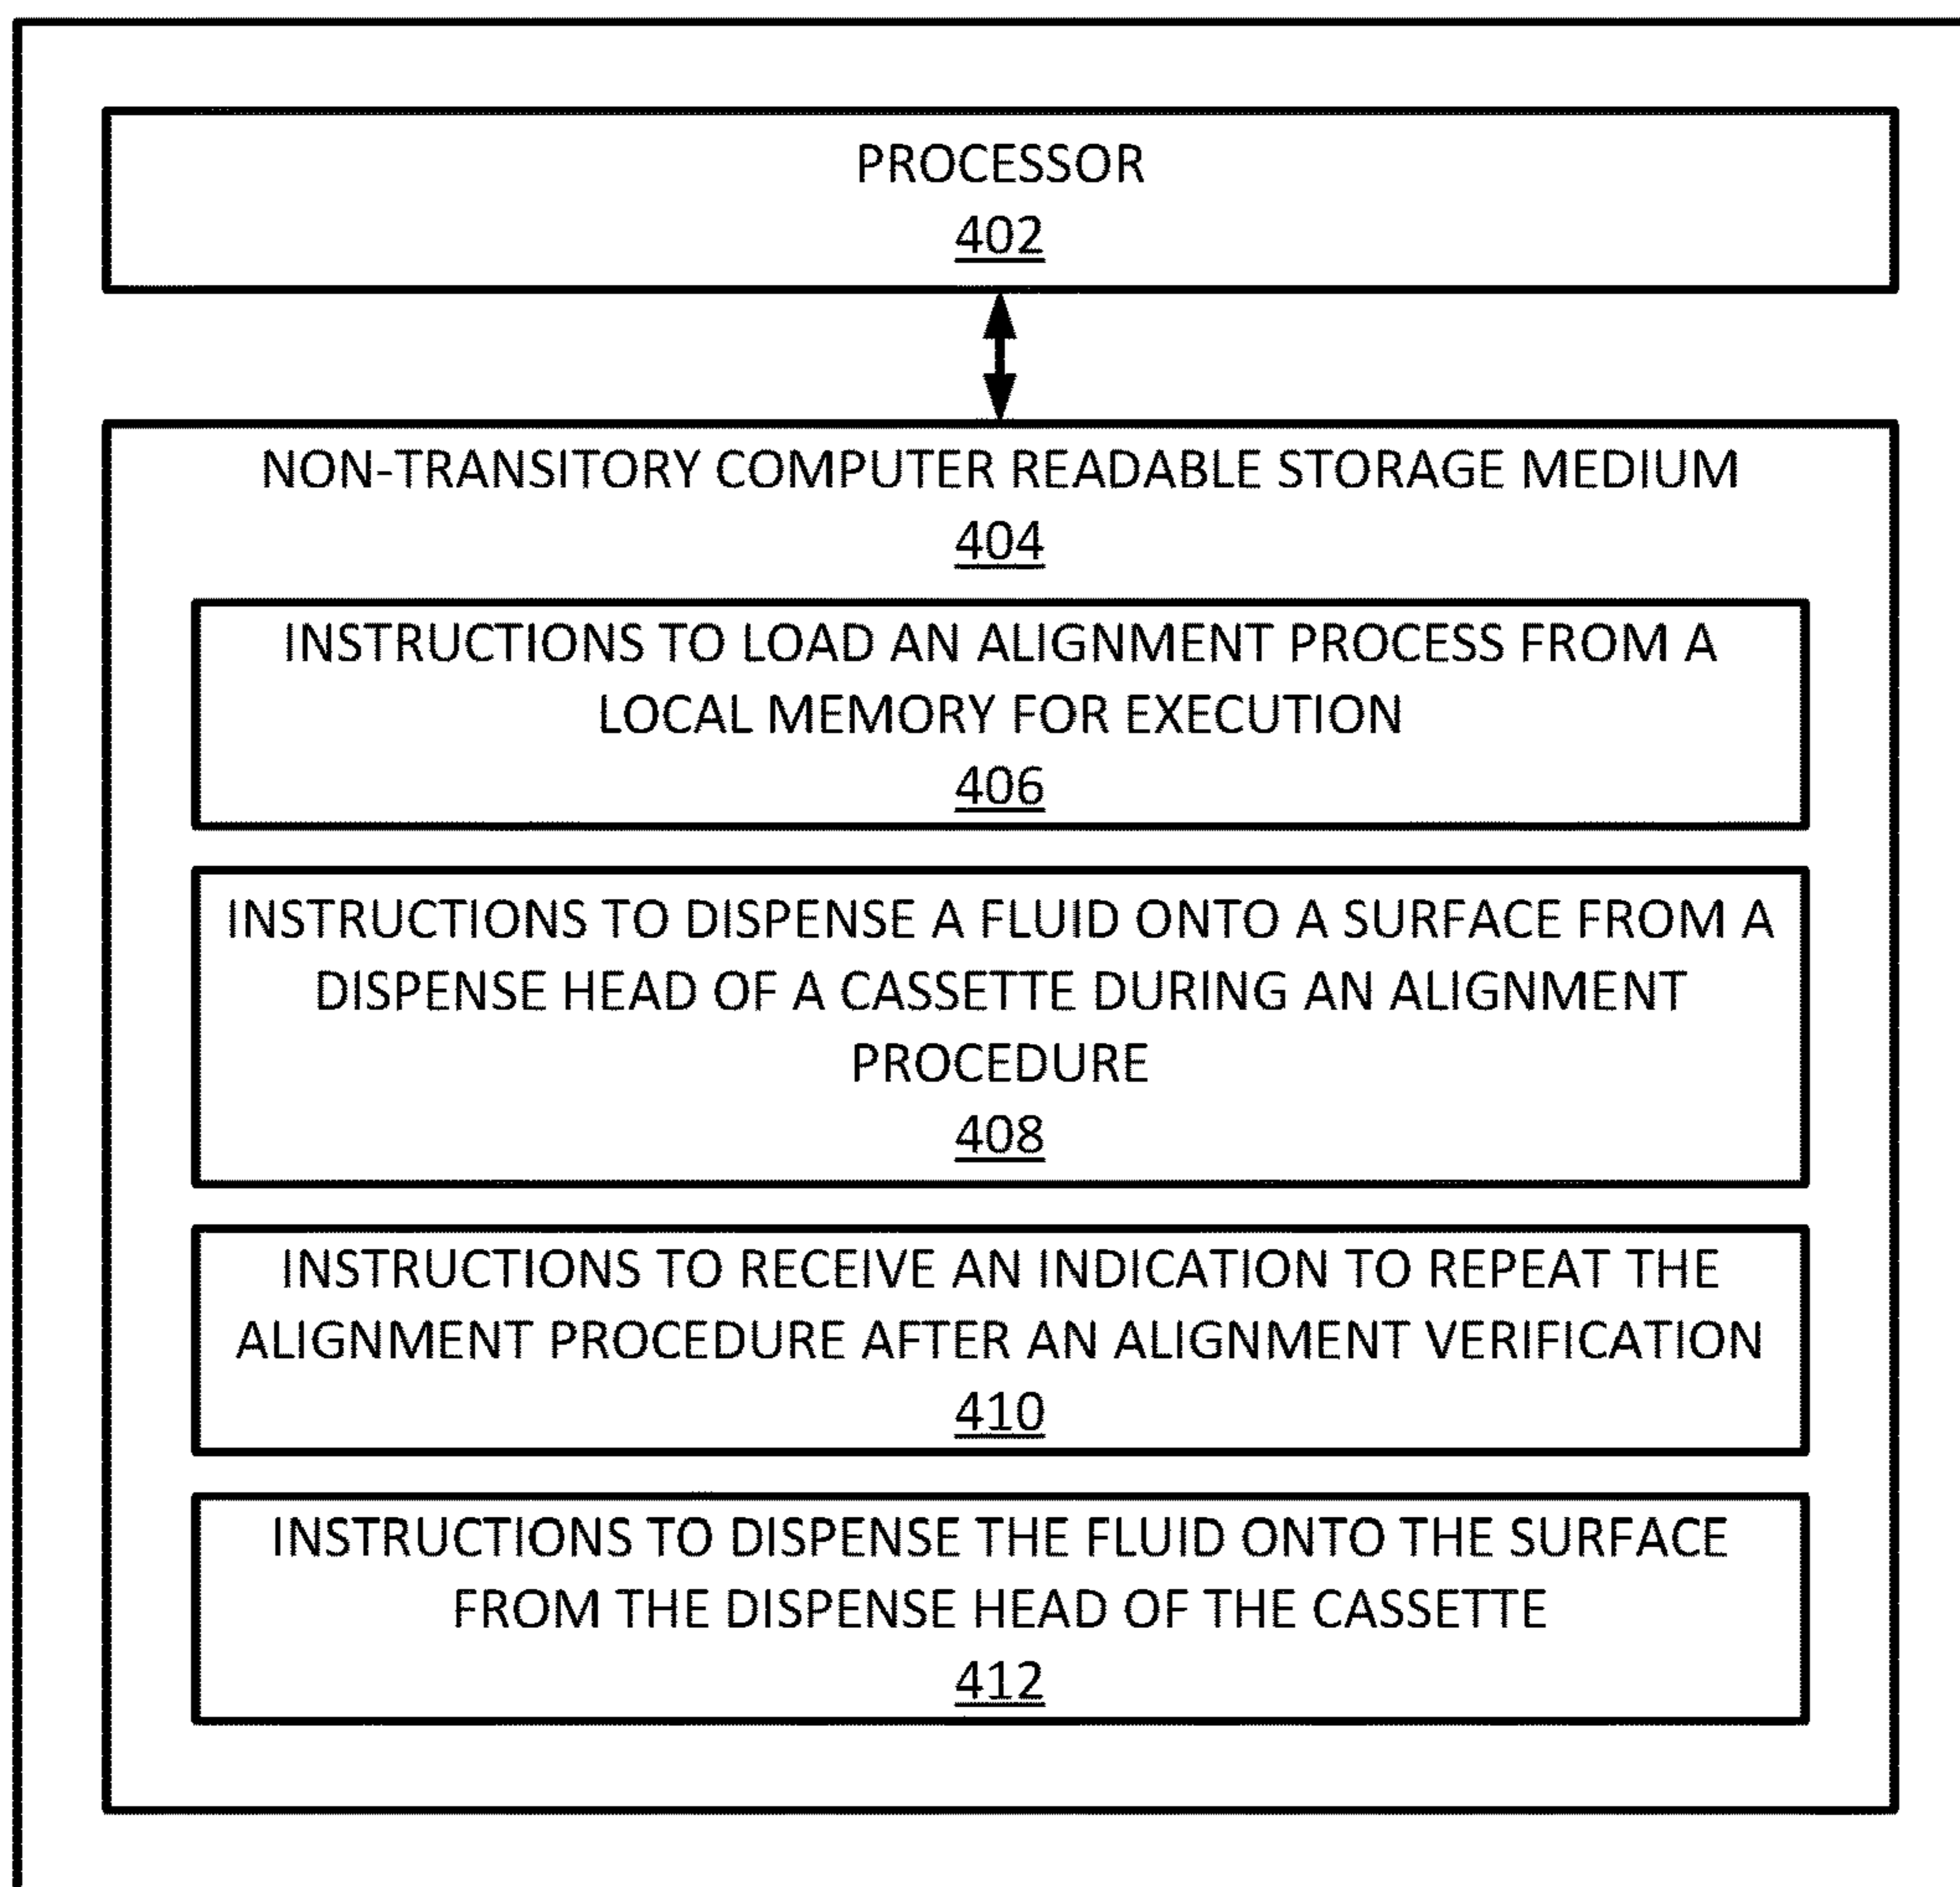 PROCESSOR
402
NON-TRANSITORY COMPUTER READABLE STORAGE MEDIUM
404
INSTRUCTIONS TO LOAD AN ALIGNMENT PROCESS FROM A
LOCAL MEMORY FOR EXECUTION
406
INSTRUCTIONS TO DISPENSE A FLUID ONTO A SURFACE FROM A
DISPENSE HEAD OF A CASSETTE DURING AN ALIGNMENT
PROCEDURE
408
INSTRUCTIONS TO RECEIVE AN INDICATION TO REPEAT THE
ALIGNMENT PROCEDURE AFTER AN ALIGNMENT VERIFICATION
410
INSTRUCTIONS TO DISPENSE THE FLUID ONTO THE SURFACE
FROM THE DISPENSE HEAD OF THE CASSETTE
412